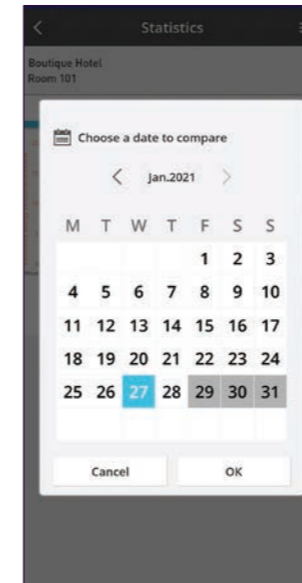 Statistics
Boutique Hotel
Room 101
Choose a date to compare
< Jan.2021 >
M T W T F S S
1 2 3
4 5 6 7 8 9 10
11 12 13 14 15 16 17
18 19 20 21 22 23 24
25 26 27 28 29 30 31
Cancel OK